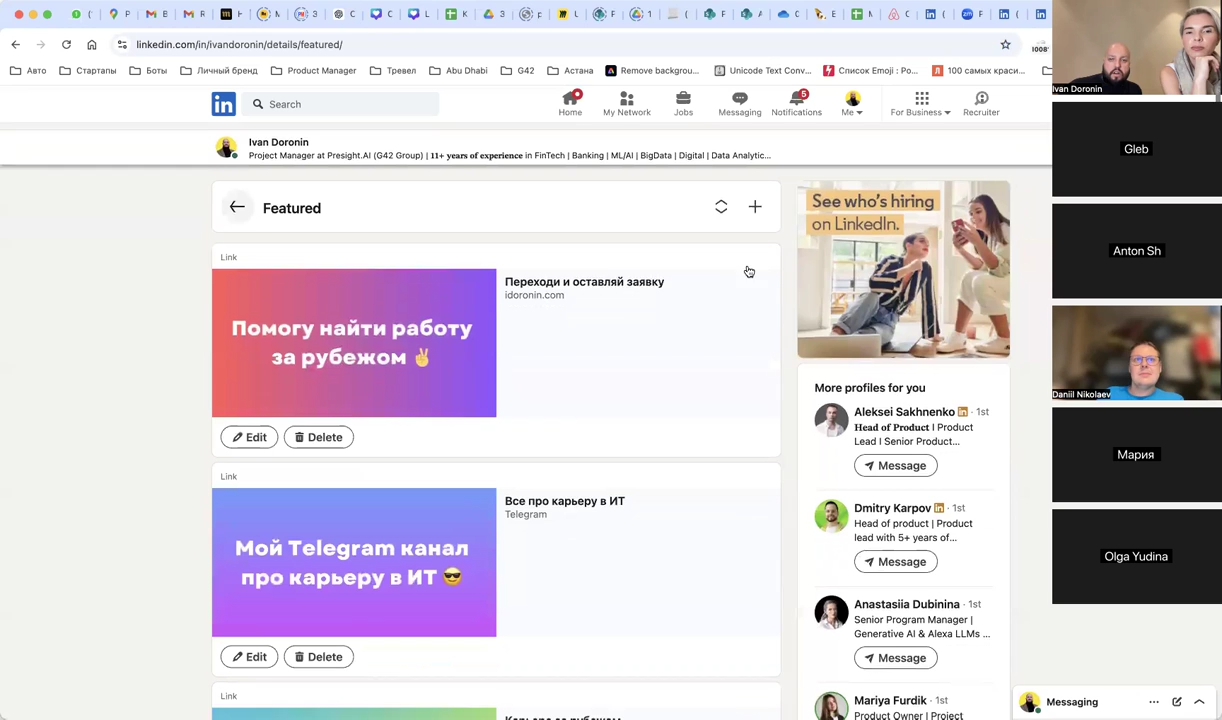 linkedin.com/in/ivandoronin/details/featured/
Авто
Стартапы
Боты
Личный бренд
Product Manager
Тревел
Abu Dhabi
G42
Астана
Remove backgrou...
Unicode Text Conv...
Список Emoji : Po...
100 самых краси...
in
Search
Home
My Network
Jobs
Messaging
5
Notifications
Me
For Business
Recruiter
Ivan Doronin
Project Manager at Presight.AI (G42 Group) | 𝟏𝟏+ 𝐲𝐞𝐚𝐫𝐬 𝐨𝐟 𝐞𝐱𝐩𝐞𝐫𝐢𝐞𝐧𝐜𝐞 in FinTech | Banking | ML/AI | BigData | Digital | Data Analytic...
Featured
Link
Помогу найти работу
за рубежом ✌
Переходи и оставляй заявку
idoronin.com
Edit
Delete
Link
Мой Telegram канал
про карьеру в ИТ 😎
Все про карьеру в ИТ
Telegram
Edit
Delete
Link
See who's hiring
on LinkedIn.
More profiles for you
Aleksei Sakhnenko in · 1st
𝐇𝐞𝐚𝐝 𝐨𝐟 𝐏𝐫𝐨𝐝𝐮𝐜𝐭 I Product
Lead I Senior Product...
Message
Dmitry Karpov in · 1st
Head of product | Product
lead with 5+ years of...
Message
Anastasiia Dubinina · 1st
Senior Program Manager |
Generative AI & Alexa LLMs ...
Message
Mariya Furdik · 1st
Product Owner | Project
Messaging
Ivan Doronin
Gleb
Anton Sh
Daniil Nikolaev
Мария
Olga Yudina